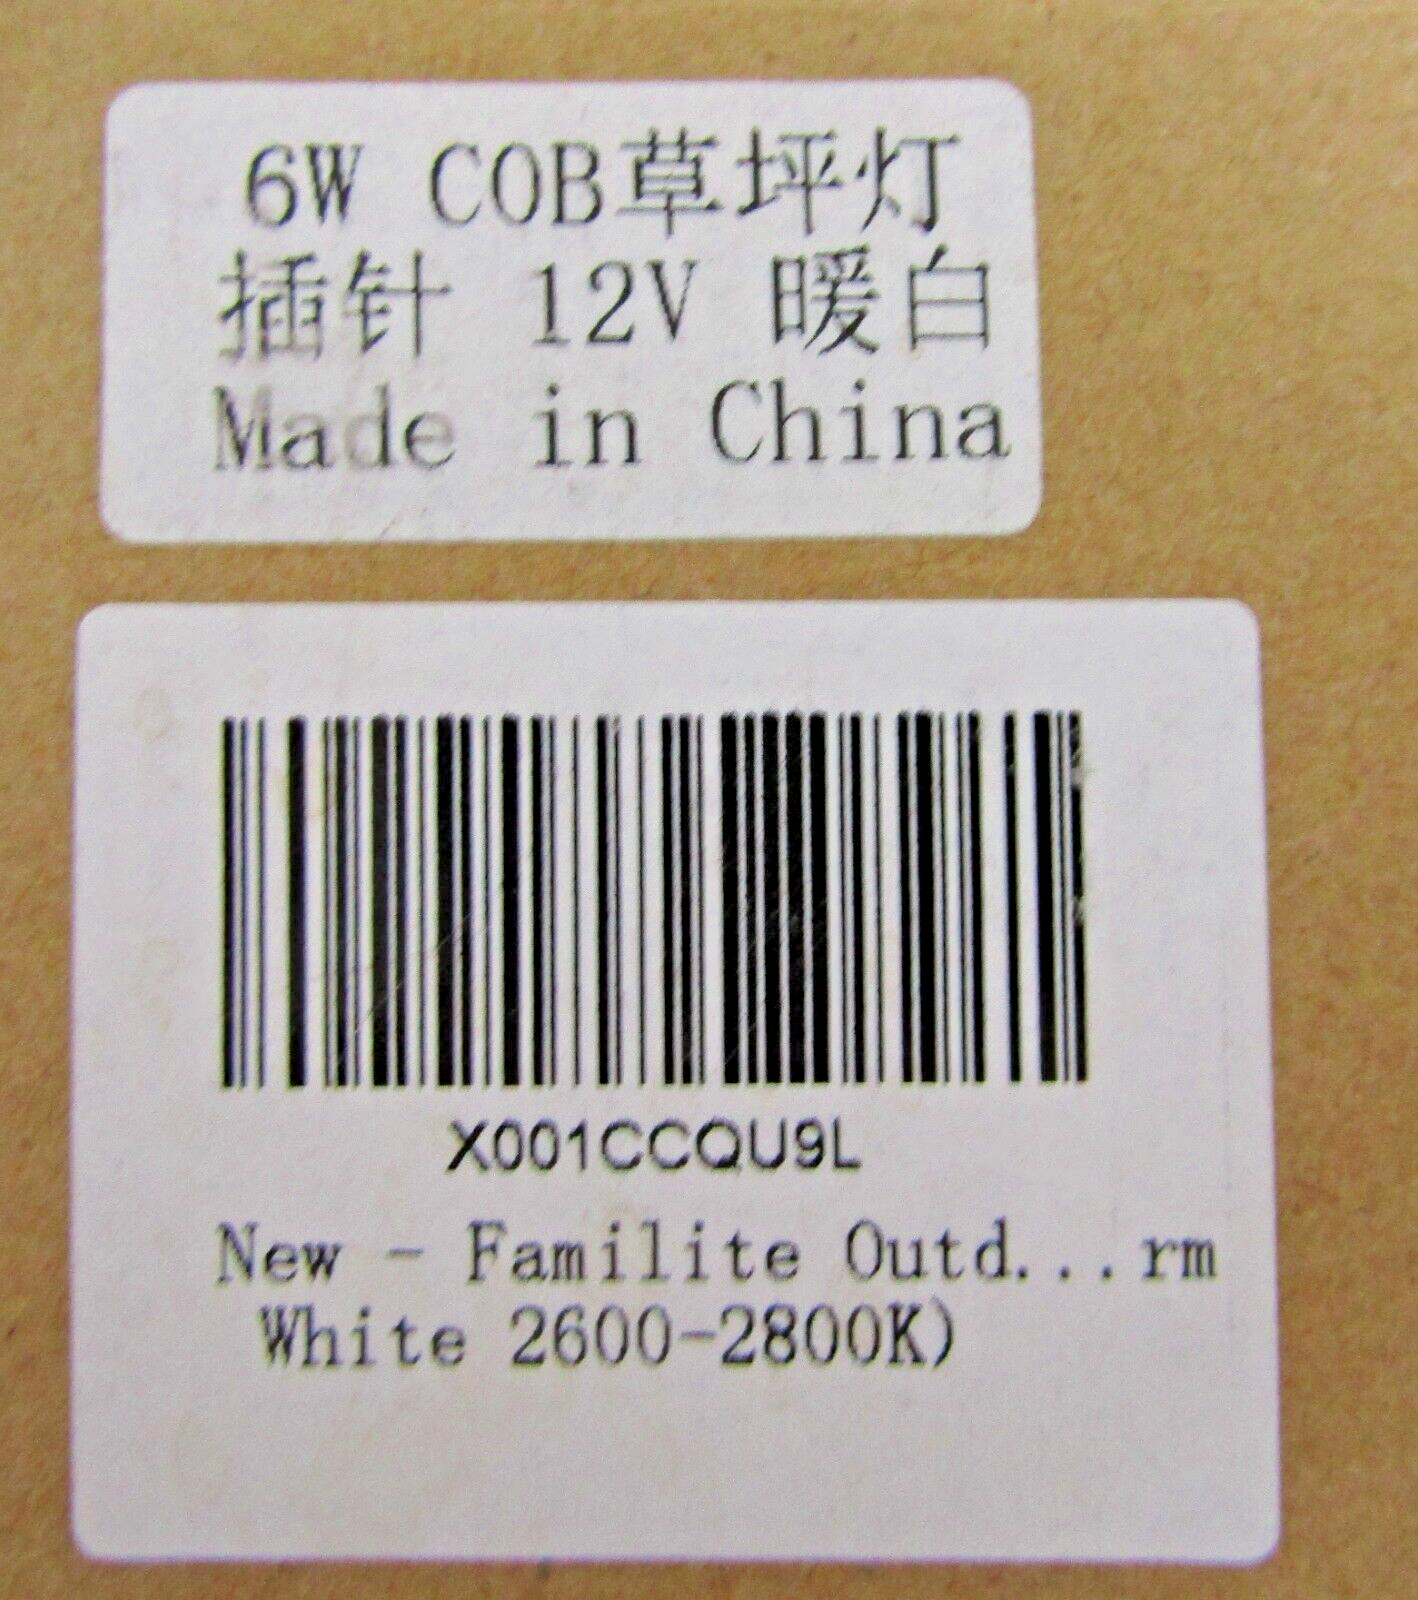 6W COB草坪灯
插针 12V 暖白
Made in China
X001CCQU9L
New - Familite Outd...rm
White 2600-2800K)